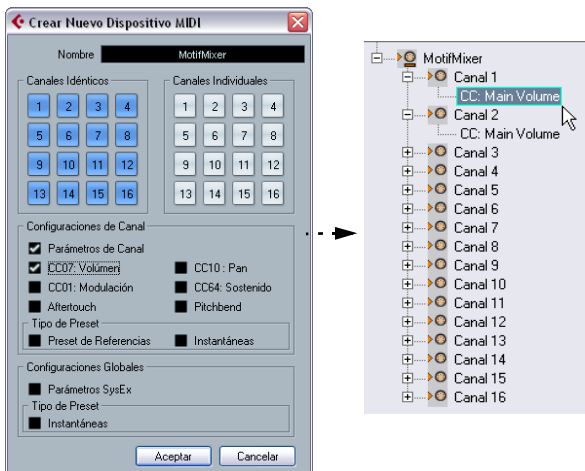 Crear Nuevo Dispositivo MIDI
Nombre MotifMixer
Canales Idénticos
1 2 3 4
5 6 7 8
9 10 11 12
13 14 15 16
Canales Individuales
1 2 3 4
5 6 7 8
9 10 11 12
13 14 15 16
Configuraciones de Canal
Parámetros de Canal
CC07: Volúmen
CC10 : Pan
CC01: Modulación
CC64: Sostenido
Aftertouch
Pitchbend
Tipo de Preset
Preset de Referencias
Instantáneas
Configuraciones Globales
Parámetros SysEx
Tipo de Preset
Instantáneas
Aceptar
Cancelar
MotifMixer
Canal 1
CC: Main Volume
Canal 2
CC: Main Volume
Canal 3
Canal 4
Canal 5
Canal 6
Canal 7
Canal 8
Canal 9
Canal 10
Canal 11
Canal 12
Canal 13
Canal 14
Canal 15
Canal 16